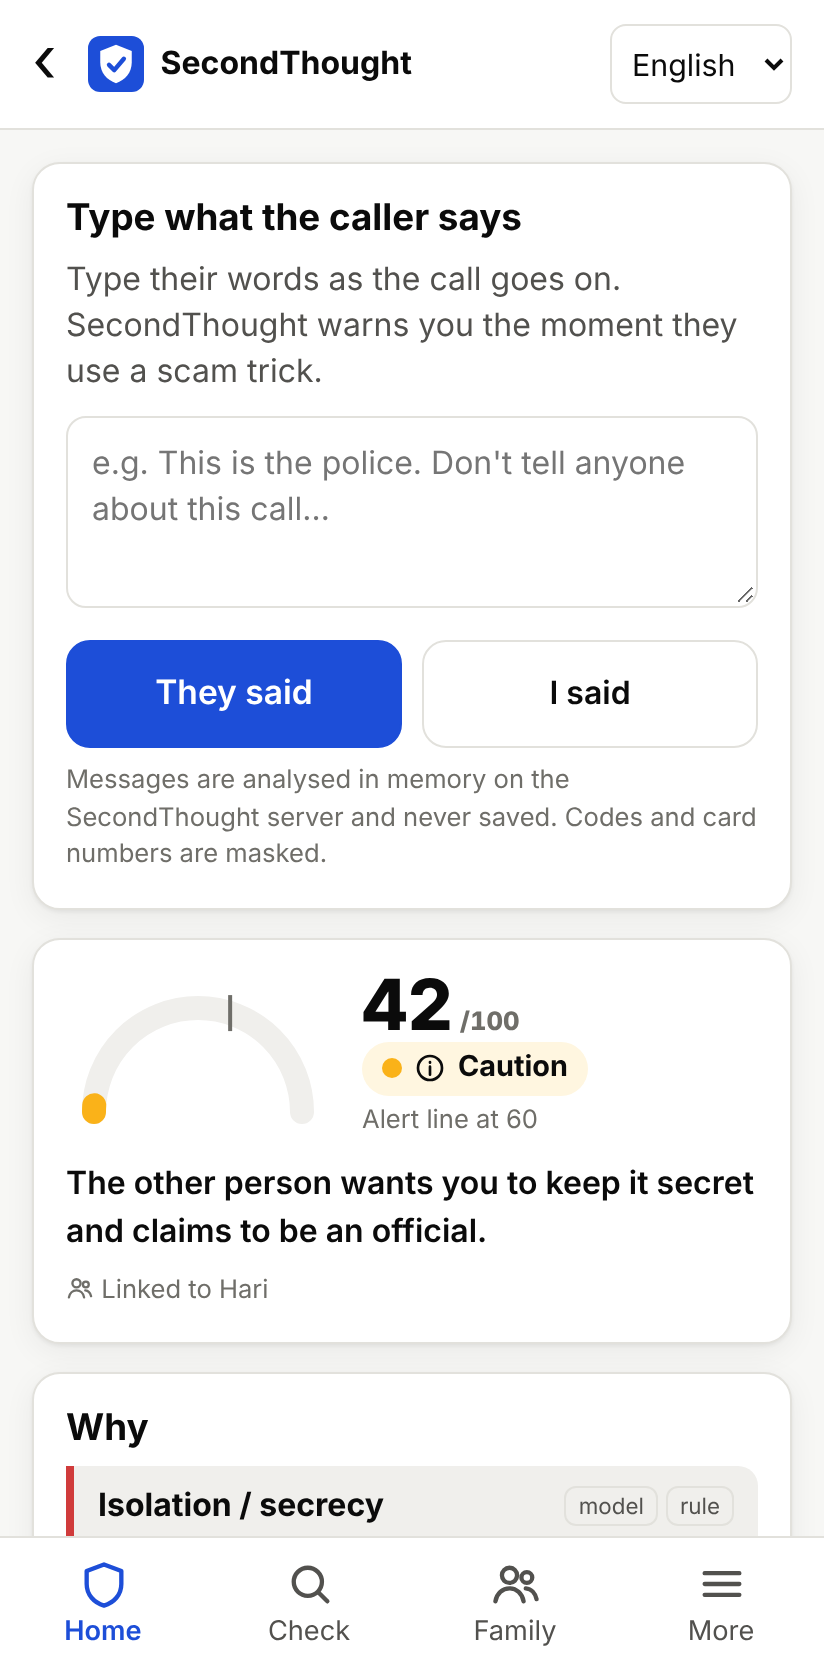 SecondThought
English
Type what the caller says
Type their words as the call goes on.
SecondThought warns you the moment they
use a scam trick.
e.g. This is the police. Don't tell anyone
about this call...
They said
I said
Messages are analysed in memory on the
SecondThought server and never saved. Codes and card
numbers are masked.
42 /100
Caution
Alert line at 60
The other person wants you to keep it secret
and claims to be an official.
Linked to Hari
Why
Isolation / secrecy
model
rule
Home
Check
Family
More